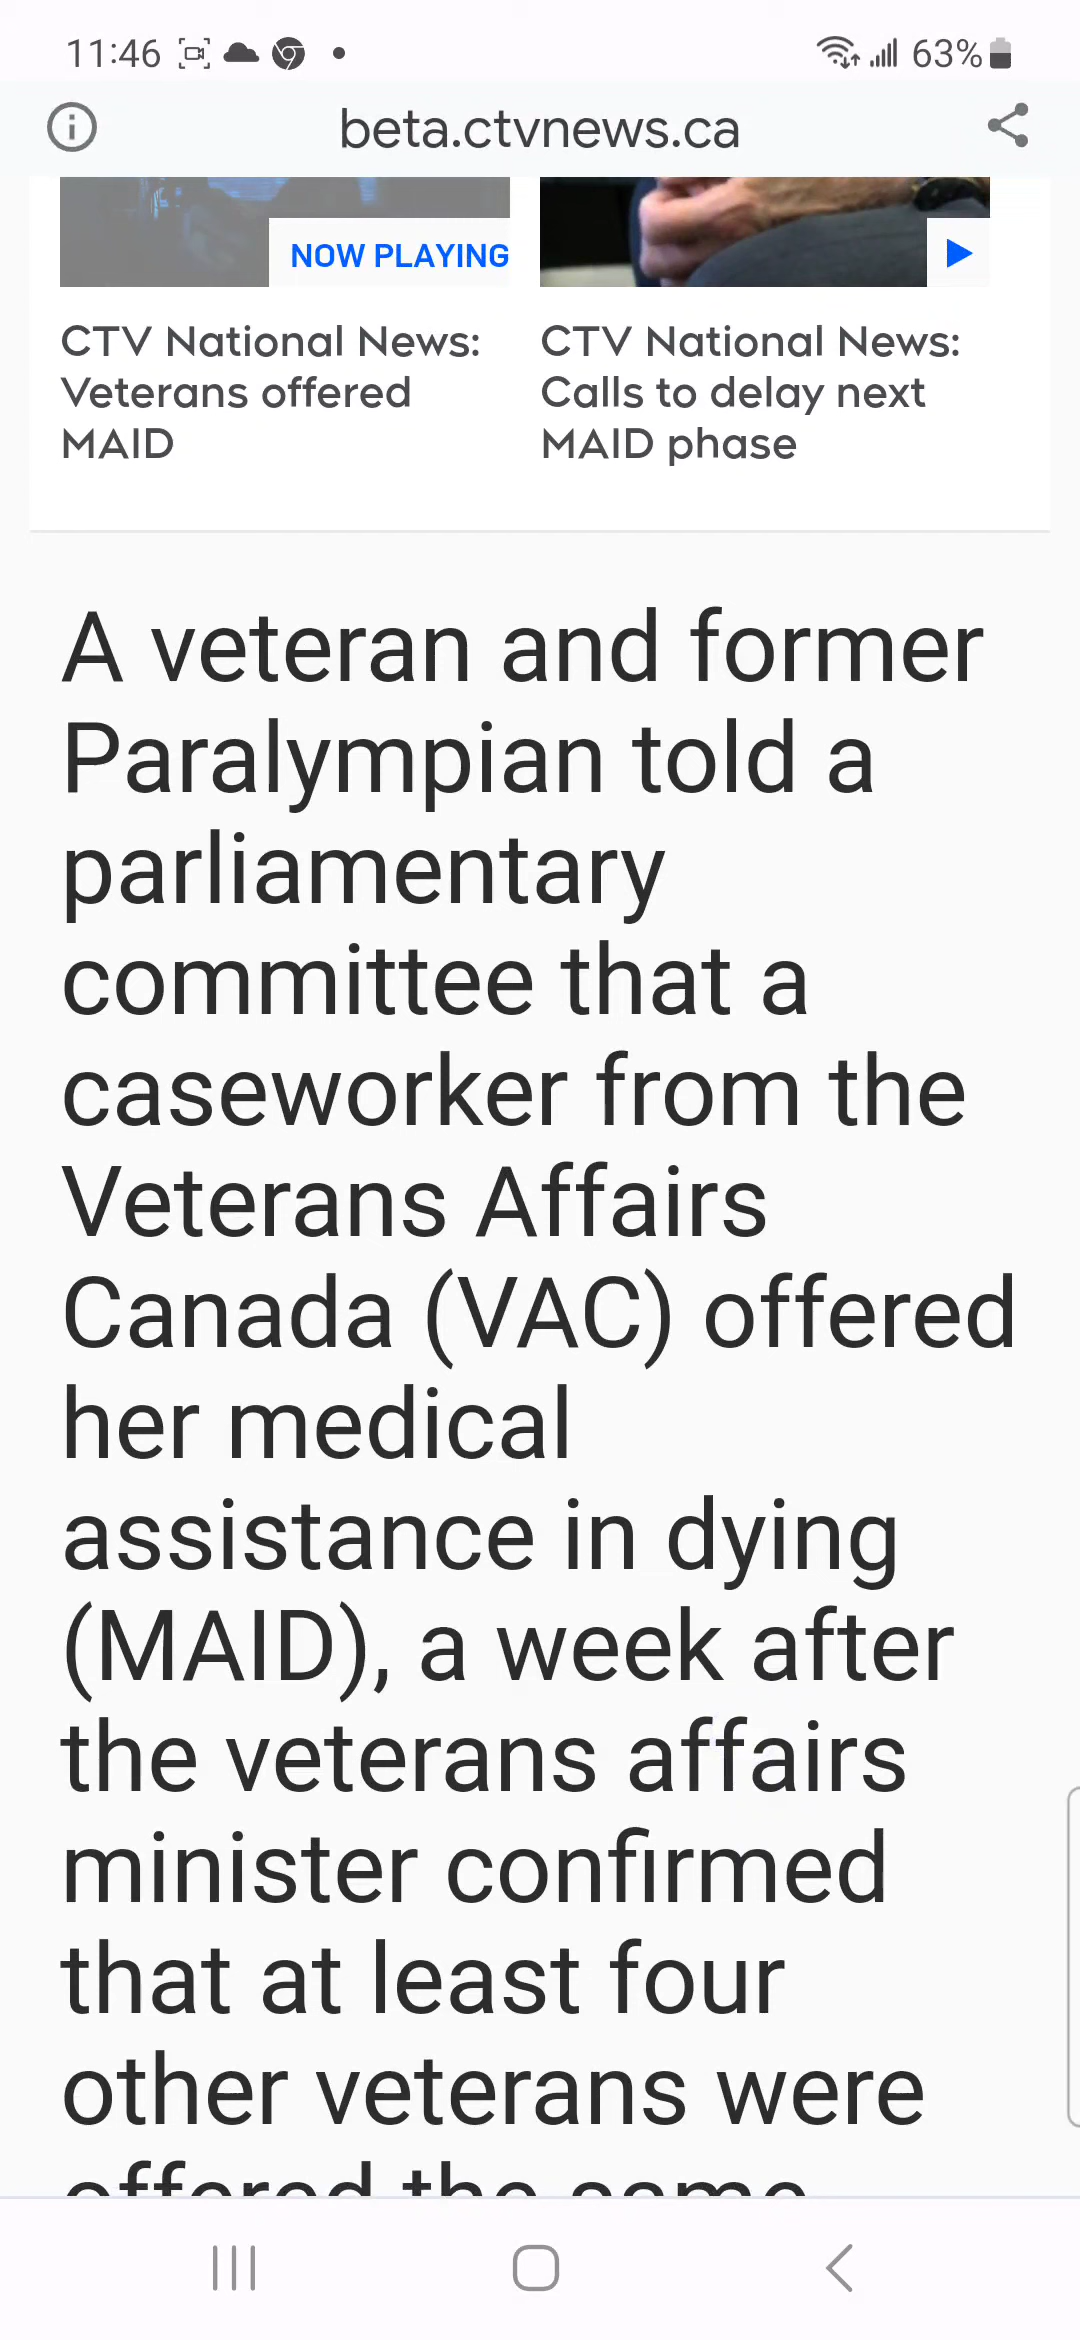 11:46 63%
beta.ctvnews.ca
NOW PLAYING
CTV National News:
Veterans offered
MAID
CTV National News:
Calls to delay next
MAID phase
A veteran and former
Paralympian told a
parliamentary
committee that a
caseworker from the
Veterans Affairs
Canada (VAC) offered
her medical
assistance in dying
(MAID), a week after
the veterans affairs
minister confirmed
that at least four
other veterans were
offered the same